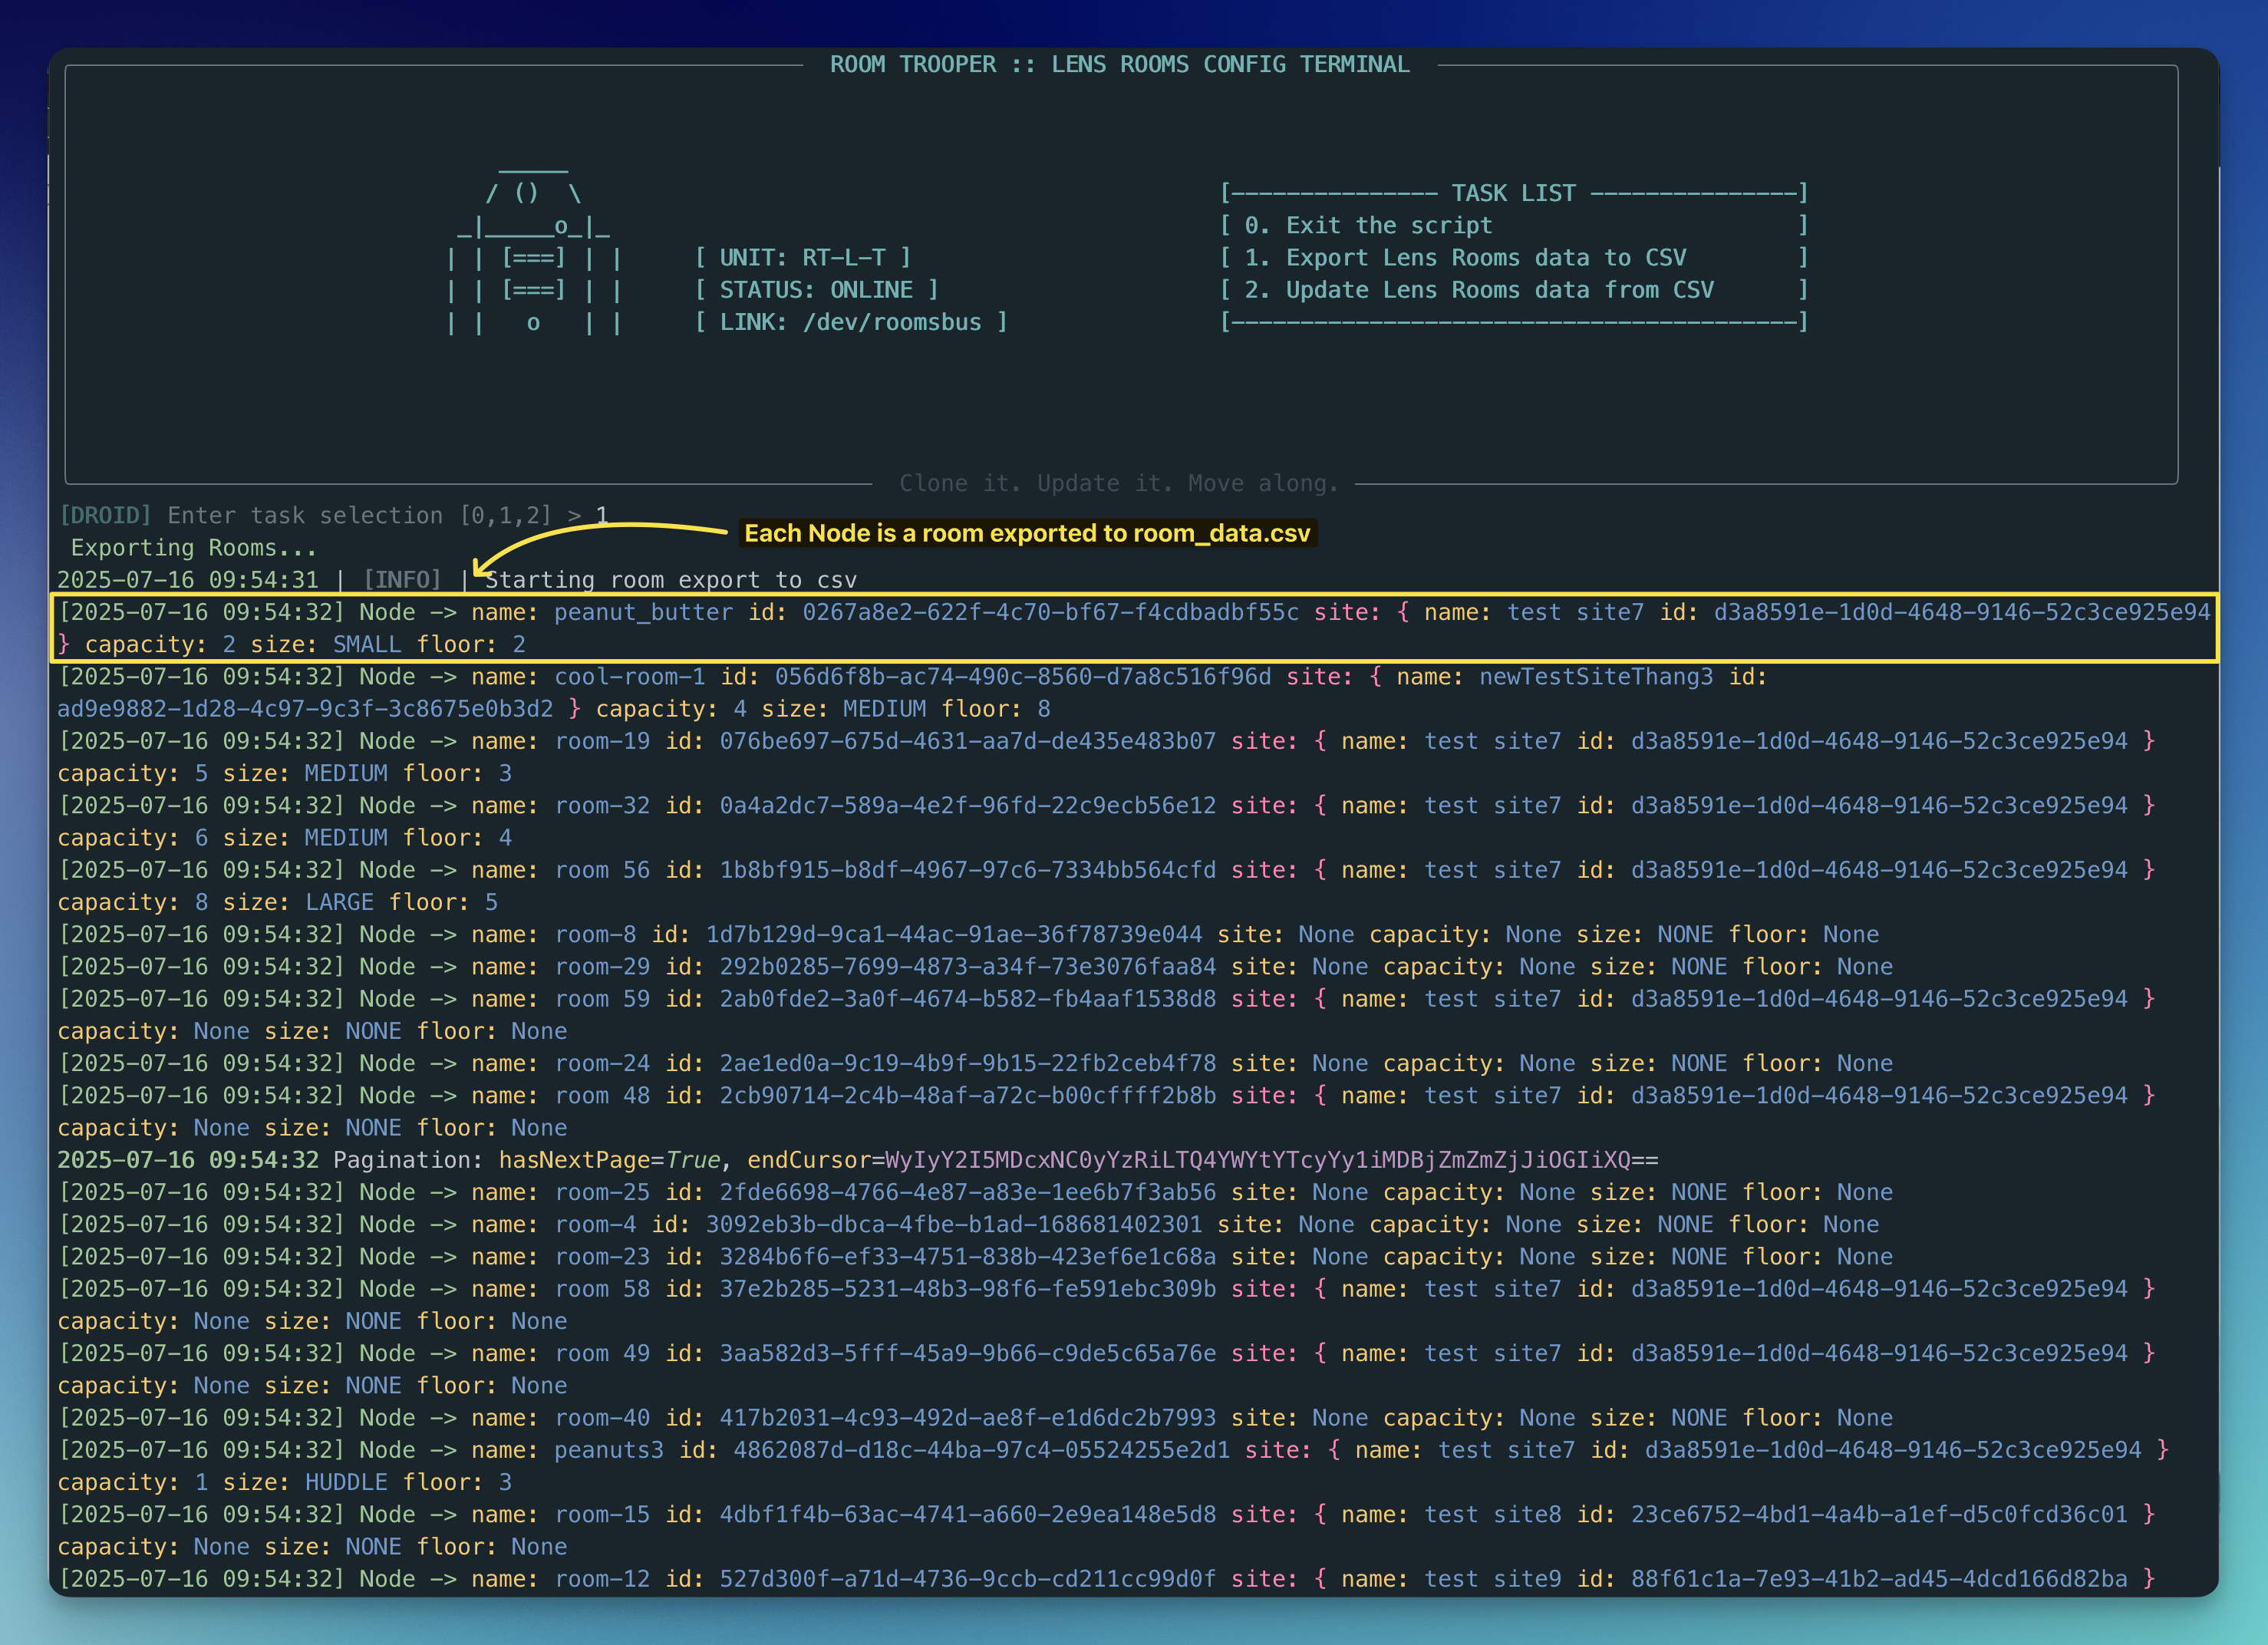 ROOM TROOPER :: LENS ROOMS CONFIG TERMINAL
_____
/ ()  \
_|_____o_|_
| | [===] | |
| | [===] | |
| |   o   | |
[ UNIT: RT-L-T ]
[ STATUS: ONLINE ]
[ LINK: /dev/roomsbus ]
[--------------- TASK LIST ---------------]
[ 0. Exit the script ]
[ 1. Export Lens Rooms data to CSV ]
[ 2. Update Lens Rooms data from CSV ]
[-----------------------------------------]
Clone it. Update it. Move along.
[DROID] Enter task selection [0,1,2] > 1
Each Node is a room exported to room_data.csv
Exporting Rooms...
2025-07-16 09:54:31 | [INFO] | Starting room export to csv
[2025-07-16 09:54:32] Node -> name: peanut_butter id: 0267a8e2-622f-4c70-bf67-f4cdbadbf55c site: { name: test site7 id: d3a8591e-1d0d-4648-9146-52c3ce925e94
} capacity: 2 size: SMALL floor: 2
[2025-07-16 09:54:32] Node -> name: cool-room-1 id: 056d6f8b-ac74-490c-8560-d7a8c516f96d site: { name: newTestSiteThang3 id:
ad9e9882-1d28-4c97-9c3f-3c8675e0b3d2 } capacity: 4 size: MEDIUM floor: 8
[2025-07-16 09:54:32] Node -> name: room-19 id: 076be697-675d-4631-aa7d-de435e483b07 site: { name: test site7 id: d3a8591e-1d0d-4648-9146-52c3ce925e94 }
capacity: 5 size: MEDIUM floor: 3
[2025-07-16 09:54:32] Node -> name: room-32 id: 0a4a2dc7-589a-4e2f-96fd-22c9ecb56e12 site: { name: test site7 id: d3a8591e-1d0d-4648-9146-52c3ce925e94 }
capacity: 6 size: MEDIUM floor: 4
[2025-07-16 09:54:32] Node -> name: room 56 id: 1b8bf915-b8df-4967-97c6-7334bb564cfd site: { name: test site7 id: d3a8591e-1d0d-4648-9146-52c3ce925e94 }
capacity: 8 size: LARGE floor: 5
[2025-07-16 09:54:32] Node -> name: room-8 id: 1d7b129d-9ca1-44ac-91ae-36f78739e044 site: None capacity: None size: NONE floor: None
[2025-07-16 09:54:32] Node -> name: room-29 id: 292b0285-7699-4873-a34f-73e3076faa84 site: None capacity: None size: NONE floor: None
[2025-07-16 09:54:32] Node -> name: room 59 id: 2ab0fde2-3a0f-4674-b582-fb4aaf1538d8 site: { name: test site7 id: d3a8591e-1d0d-4648-9146-52c3ce925e94 }
capacity: None size: NONE floor: None
[2025-07-16 09:54:32] Node -> name: room-24 id: 2ae1ed0a-9c19-4b9f-9b15-22fb2ceb4f78 site: None capacity: None size: NONE floor: None
[2025-07-16 09:54:32] Node -> name: room 48 id: 2cb90714-2c4b-48af-a72c-b00cffff2b8b site: { name: test site7 id: d3a8591e-1d0d-4648-9146-52c3ce925e94 }
capacity: None size: NONE floor: None
2025-07-16 09:54:32 Pagination: hasNextPage=True, endCursor=WyIyY2I5MDcxNC0yYzRiLTQ4YWYtYTcyYy1iMDBjZmZmZjJiOGIiXQ==
[2025-07-16 09:54:32] Node -> name: room-25 id: 2fde6698-4766-4e87-a83e-1ee6b7f3ab56 site: None capacity: None size: NONE floor: None
[2025-07-16 09:54:32] Node -> name: room-4 id: 3092eb3b-dbca-4fbe-b1ad-168681402301 site: None capacity: None size: NONE floor: None
[2025-07-16 09:54:32] Node -> name: room-23 id: 3284b6f6-ef33-4751-838b-423ef6e1c68a site: None capacity: None size: NONE floor: None
[2025-07-16 09:54:32] Node -> name: room 58 id: 37e2b285-5231-48b3-98f6-fe591ebc309b site: { name: test site7 id: d3a8591e-1d0d-4648-9146-52c3ce925e94 }
capacity: None size: NONE floor: None
[2025-07-16 09:54:32] Node -> name: room 49 id: 3aa582d3-5fff-45a9-9b66-c9de5c65a76e site: { name: test site7 id: d3a8591e-1d0d-4648-9146-52c3ce925e94 }
capacity: None size: NONE floor: None
[2025-07-16 09:54:32] Node -> name: room-40 id: 417b2031-4c93-492d-ae8f-e1d6dc2b7993 site: None capacity: None size: NONE floor: None
[2025-07-16 09:54:32] Node -> name: peanuts3 id: 4862087d-d18c-44ba-97c4-05524255e2d1 site: { name: test site7 id: d3a8591e-1d0d-4648-9146-52c3ce925e94 }
capacity: 1 size: HUDDLE floor: 3
[2025-07-16 09:54:32] Node -> name: room-15 id: 4dbf1f4b-63ac-4741-a660-2e9ea148e5d8 site: { name: test site8 id: 23ce6752-4bd1-4a4b-a1ef-d5c0fcd36c01 }
capacity: None size: NONE floor: None
[2025-07-16 09:54:32] Node -> name: room-12 id: 527d300f-a71d-4736-9ccb-cd211cc99d0f site: { name: test site9 id: 88f61c1a-7e93-41b2-ad45-4dcd166d82ba }